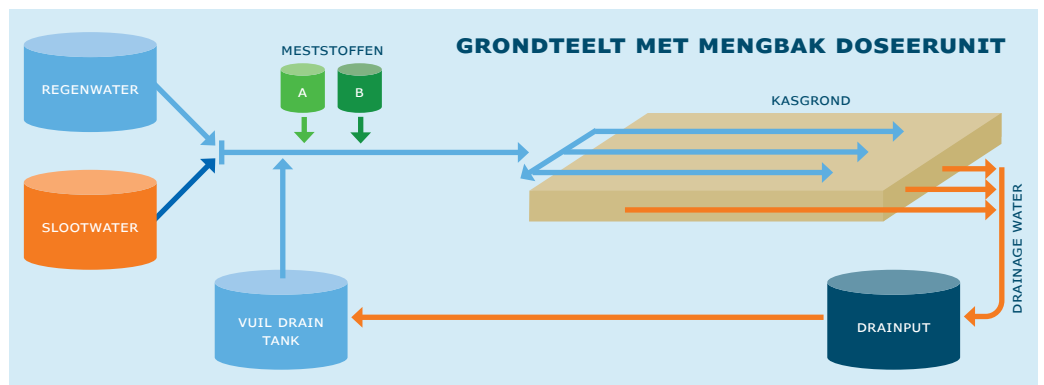 GRONDTEELT MET MENGBAK DOSEERUNIT
REGENWATER
MESTSTOFFEN
A
B
KASGROND
SLOOTWATER
DRAINAGE WATER
VUIL DRAIN
TANK
DRAINPUT